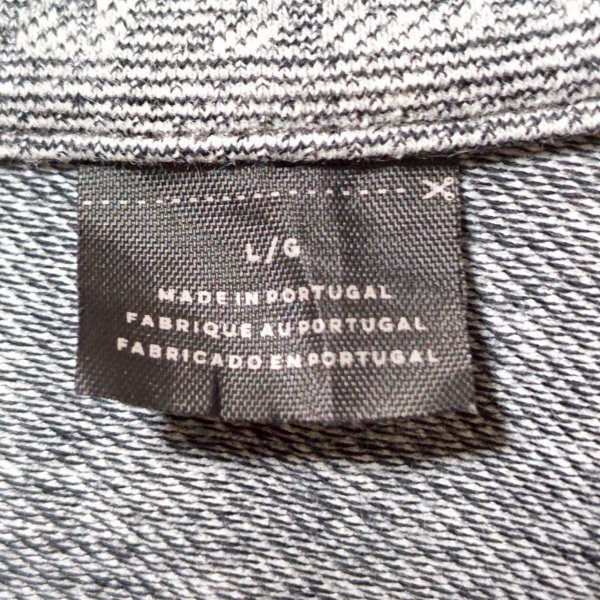 L/G
MADE IN PORTUGAL
FABRIQUE AU PORTUGAL
FABRICADO EN PORTUGAL